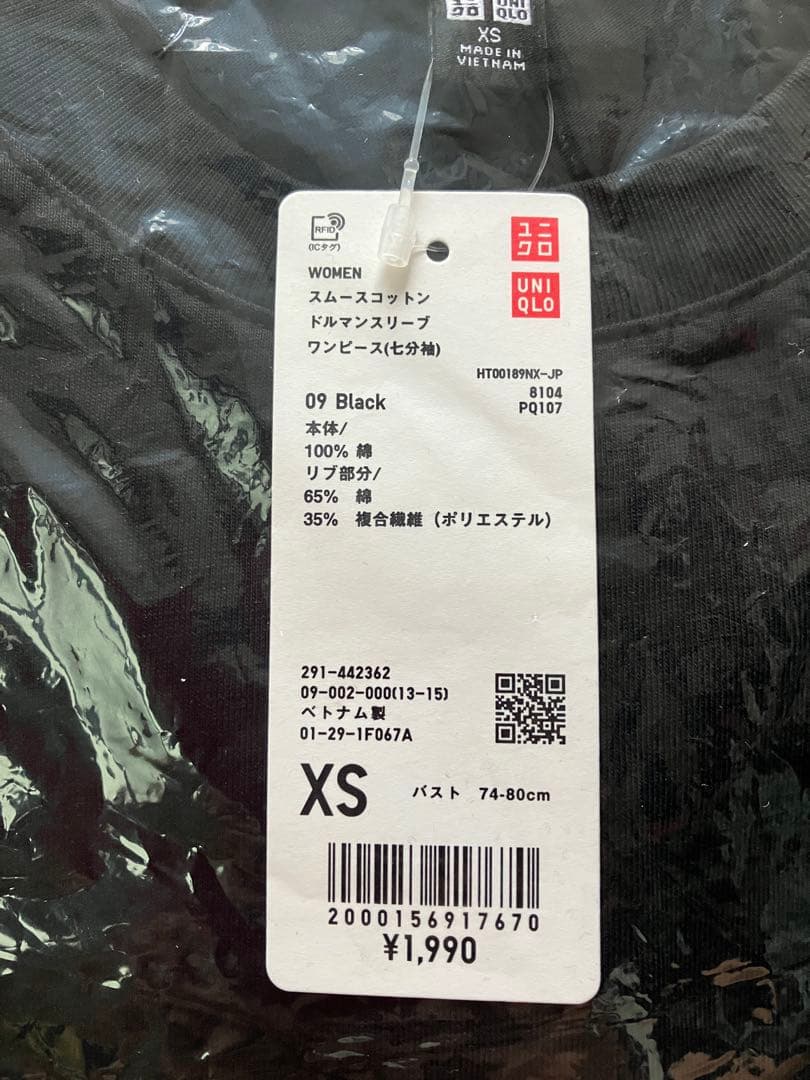 ユニクロ UNIQLO
XS
MADE IN
VIETNAM
RFID
(ICタグ)
ユニクロ
UNIQLO
WOMEN
スムースコットン
ドルマンスリーブ
ワンピース(七分袖)
HT00189NX-JP
8104
PQ107
09 Black
本体/
100% 綿
リブ部分/
65% 綿
35% 複合繊維(ポリエステル)
291-442362
09-002-000(13-15)
ベトナム製
01-29-1F067A
XS バスト 74-80cm
2000156917670
¥1,990